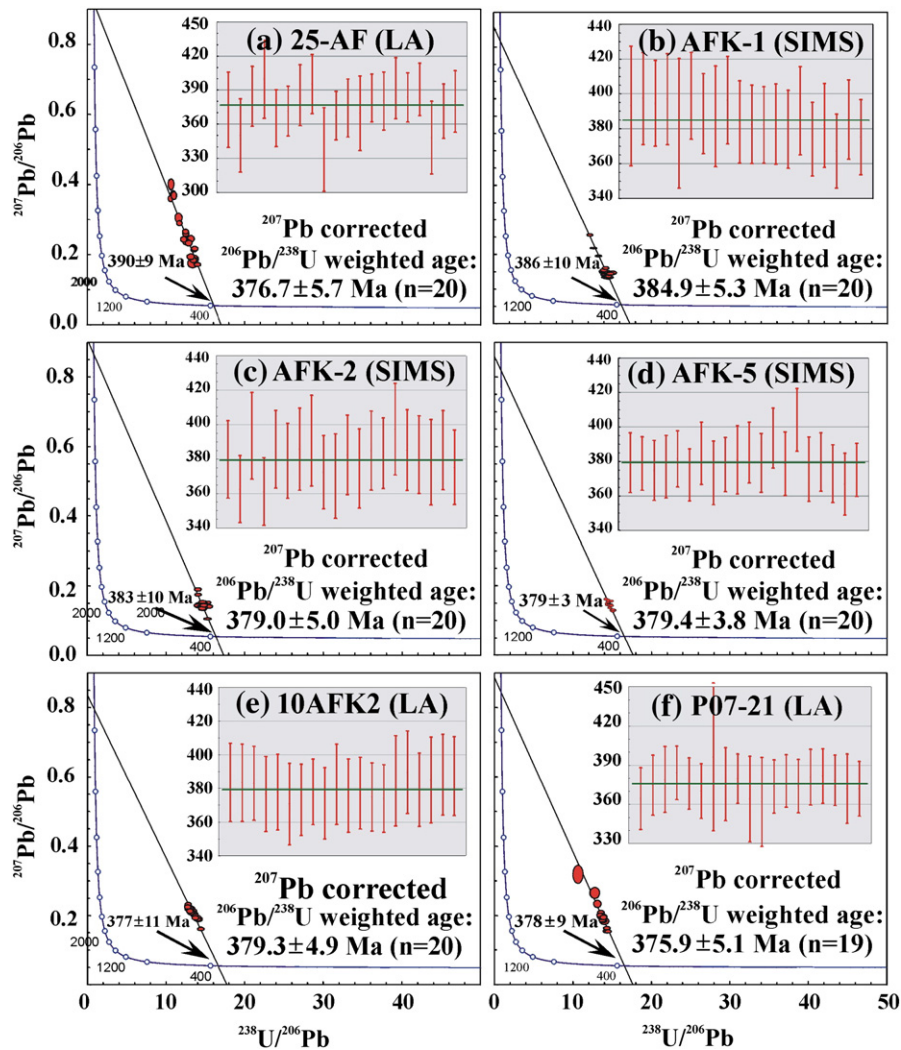 (a) 25-AF (LA)
450
420
390
360
330
300
0.8
0.6
0.4
0.2
0.0
²⁰⁷Pb/²⁰⁶Pb
390±9 Ma
2000
1200
400
²⁰⁷Pb corrected
²⁰⁶Pb/²³⁸U weighted age:
376.7±5.7 Ma (n=20)
(b) AFK-1 (SIMS)
440
420
400
380
360
340
386±10 Ma
2000
1200
400
²⁰⁷Pb corrected
²⁰⁶Pb/²³⁸U weighted age:
384.9±5.3 Ma (n=20)
(c) AFK-2 (SIMS)
440
420
400
380
360
340
0.8
0.6
0.4
0.2
0.0
²⁰⁷Pb/²⁰⁶Pb
383±10 Ma
2000
2000
1200
400
²⁰⁷Pb corrected
²⁰⁶Pb/²³⁸U weighted age:
379.0±5.0 Ma (n=20)
(d) AFK-5 (SIMS)
440
420
400
380
360
340
379±3 Ma
2000
1200
400
²⁰⁷Pb corrected
²⁰⁶Pb/²³⁸U weighted age:
379.4±3.8 Ma (n=20)
(e) 10AFK2 (LA)
440
420
400
380
360
340
0.8
0.6
0.4
0.2
²⁰⁷Pb/²⁰⁶Pb
377±11 Ma
2000
1200
400
²⁰⁷Pb corrected
²⁰⁶Pb/²³⁸U weighted age:
379.3±4.9 Ma (n=20)
0
10
20
30
40
²³⁸U/²⁰⁶Pb
(f) P07-21 (LA)
450
420
390
360
330
378±9 Ma
2000
1200
400
²⁰⁷Pb corrected
²⁰⁶Pb/²³⁸U weighted age:
375.9±5.1 Ma (n=19)
0
10
20
30
40
50
²³⁸U/²⁰⁶Pb